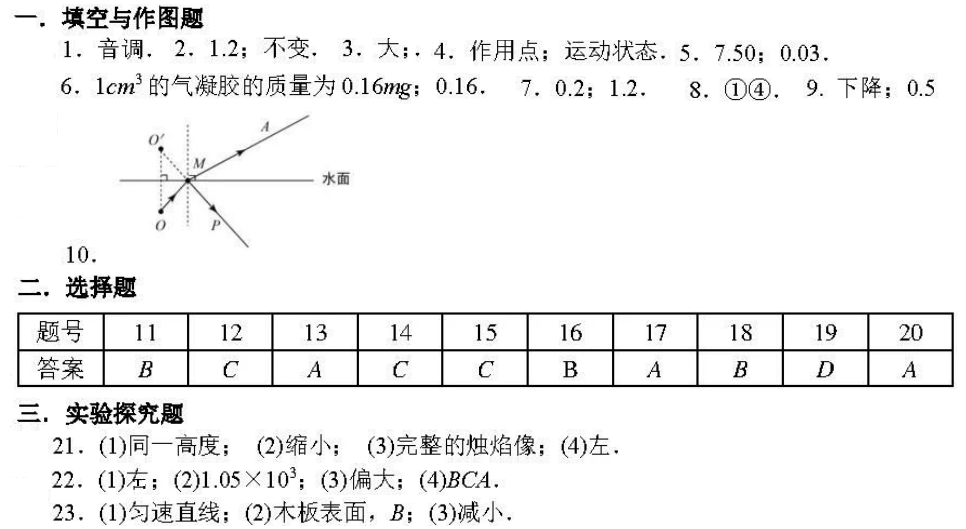 一．填空与作图题
1．音调．2．1.2；不变．3．大；．4．作用点；运动状态．5．7.50；0.03．
6．1cm³ 的气凝胶的质量为 0.16mg；0.16．7．0.2；1.2．8．①④．9. 下降；0.5
O′ M A
水面
O P
10．
二．选择题
题号 11 12 13 14 15 16 17 18 19 20
答案 B C A C C B A B D A
三．实验探究题
21．(1)同一高度；(2)缩小；(3)完整的烛焰像；(4)左．
22．(1)左；(2)1.05×10³；(3)偏大；(4)BCA．
23．(1)匀速直线；(2)木板表面，B；(3)减小．